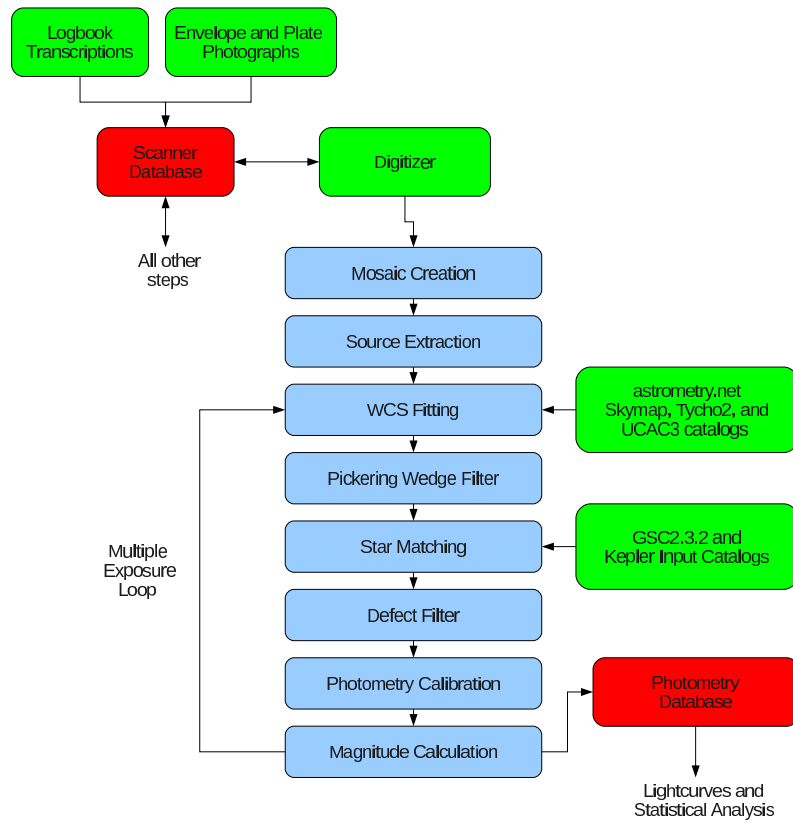 Logbook
Transcriptions
Envelope and Plate
Photographs
Scanner
Database
Digitizer
All other
steps
Mosaic Creation
Source Extraction
WCS Fitting
astrometry.net
Skymap, Tycho2, and
UCAC3 catalogs
Pickering Wedge Filter
Star Matching
GSC2.3.2 and
Kepler Input Catalogs
Multiple
Exposure
Loop
Defect Filter
Photometry Calibration
Photometry
Database
Magnitude Calculation
Lightcurves and
Statistical Analysis